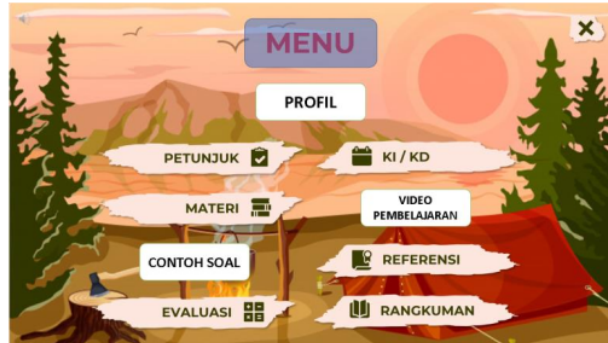 MENU
PROFIL
PETUNJUK
KI / KD
MATERI
VIDEO
PEMBELAJARAN
CONTOH SOAL
REFERENSI
EVALUASI
RANGKUMAN